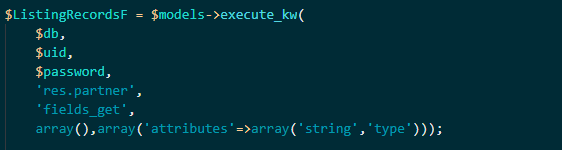 $ListingRecordsF = $models->execute_kw(
$db,
$uid,
$password,
'res.partner',
'fields_get',
array(),array('attributes'=>array('string','type')));